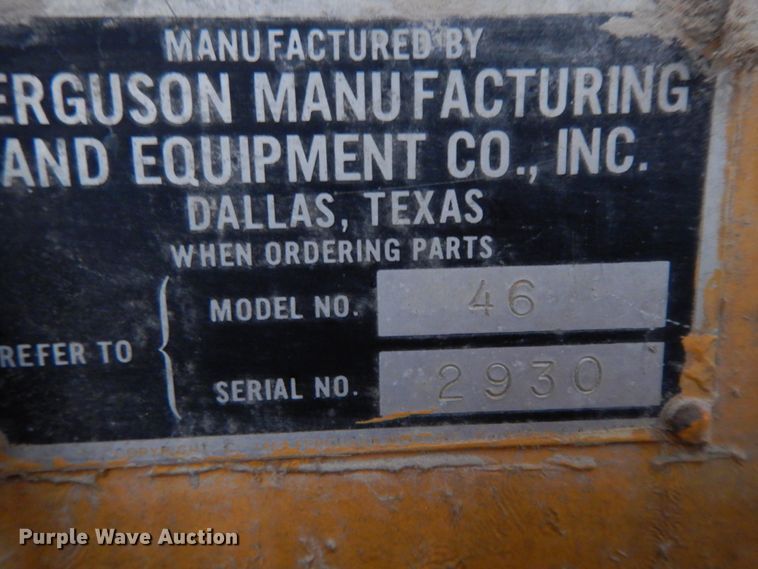 MANUFACTURED BY
ERGUSON MANUFACTURING
AND EQUIPMENT CO., INC.
DALLAS, TEXAS
WHEN ORDERING PARTS
REFER TO
MODEL NO. 46
SERIAL NO. 2930
COPYRIGHT
Purple Wave Auction